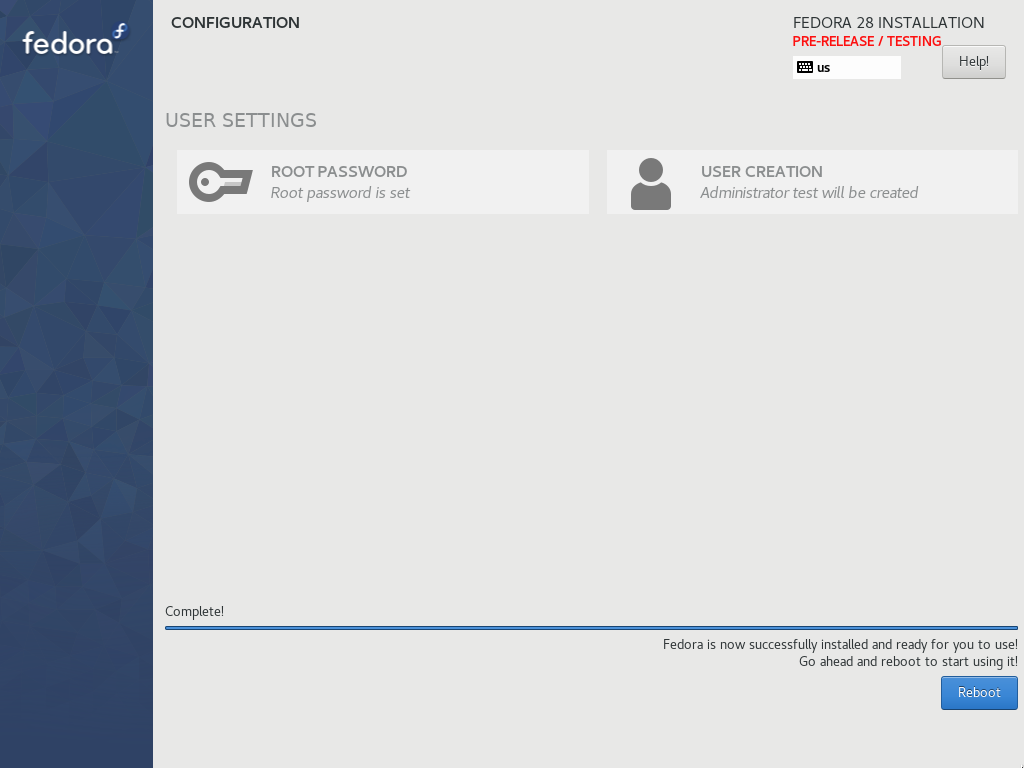 fedora
CONFIGURATION
FEDORA 28 INSTALLATION
PRE-RELEASE / TESTING
us
Help!
USER SETTINGS
ROOT PASSWORD
Root password is set
USER CREATION
Administrator test will be created
Complete!
Fedora is now successfully installed and ready for you to use!
Go ahead and reboot to start using it!
Reboot